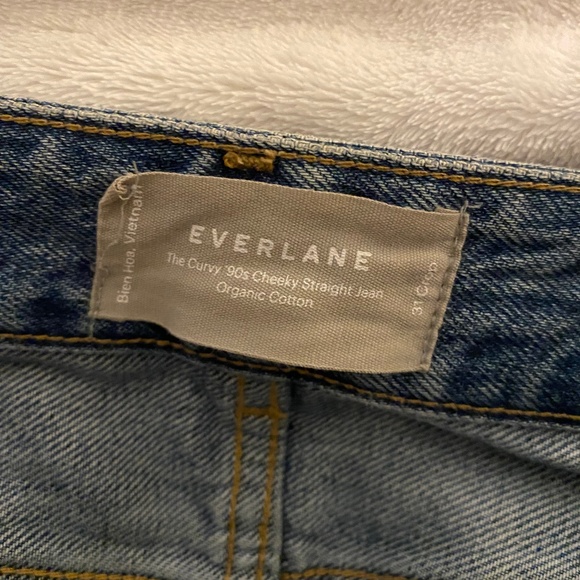 EVERLANE
The Curvy '90s Cheeky Straight Jean
Organic Cotton
Bien Hoa, Vietnam
31 Crop